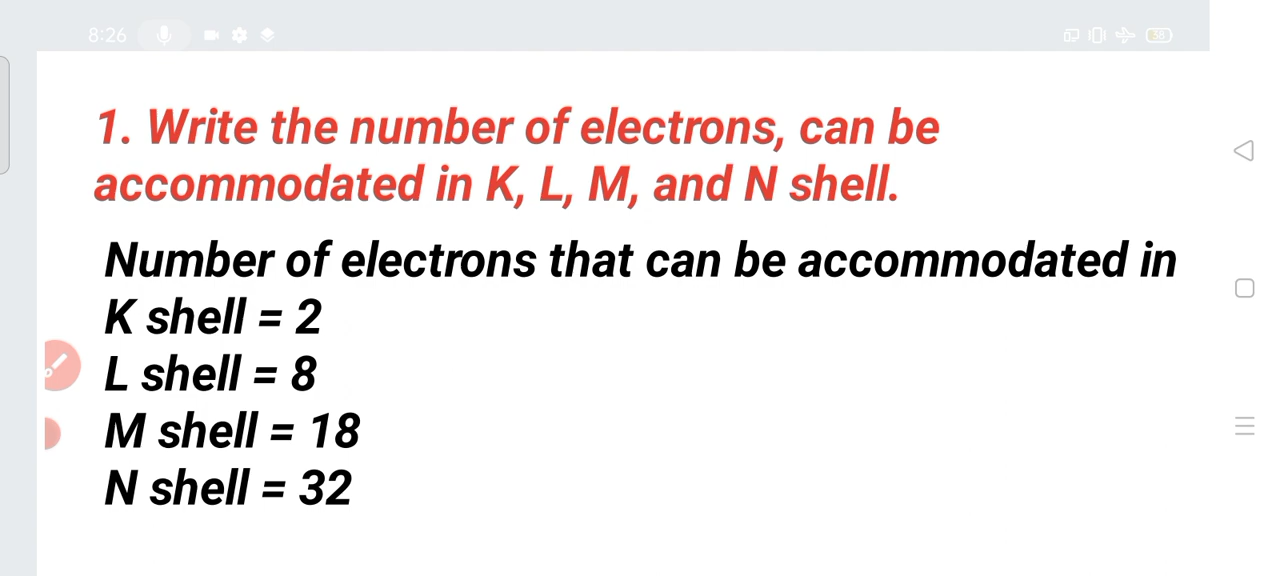 8:26
38
1. Write the number of electrons, can be
accommodated in K, L, M, and N shell.
Number of electrons that can be accommodated in
K shell = 2
L shell = 8
M shell = 18
N shell = 32